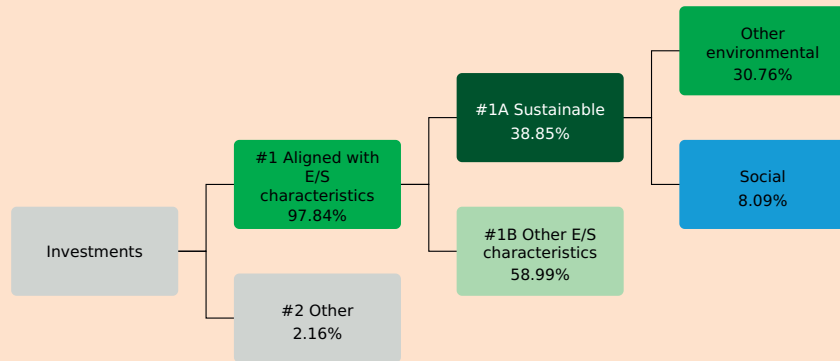 Investments
#1 Aligned with
E/S
characteristics
97.84%
#2 Other
2.16%
#1A Sustainable
38.85%
#1B Other E/S
characteristics
58.99%
Other
environmental
30.76%
Social
8.09%